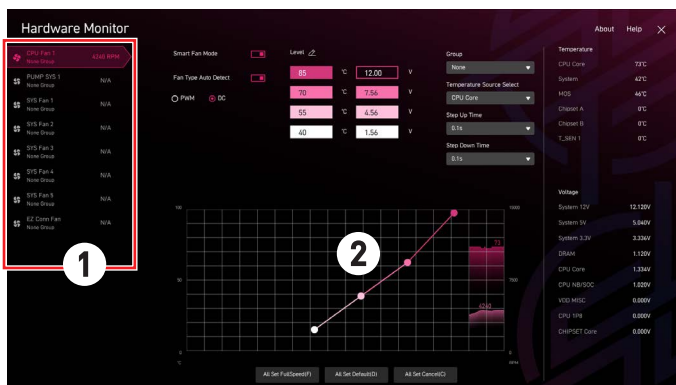 Hardware Monitor
About Help
CPU Fan 1 4260 RPM
None Group
PUMP SYS 1 N/A
None Group
SYS Fan 1 N/A
None Group
SYS Fan 2 N/A
None Group
SYS Fan 3 N/A
None Group
SYS Fan 4 N/A
None Group
SYS Fan 5 N/A
None Group
EZ Conn Fan N/A
None Group
1
Smart Fan Mode
Fan Type Auto Detect
PWM DC
Level
85 °C 12.00 V
70 °C 7.56 V
55 °C 4.56 V
40 °C 1.56 V
Group
None
Temperature Source Select
CPU Core
Step Up Time
0.1s
Step Down Time
0.1s
100 10000
2
73
50 7500
4260
0 0
°C RPM
All Set FullSpeed(F) All Set Default(D) All Set Cancel(C)
Temperature
CPU Core 73°C
System 42°C
MOS 46°C
Chipset A 0°C
Chipset B 0°C
T_SEN 1 0°C
Voltage
System 12V 12.120V
System 5V 5.040V
System 3.3V 3.336V
DRAM 1.120V
CPU Core 1.334V
CPU NB/SOC 1.020V
VDD MISC 0.000V
CPU 1P8 0.000V
CHIPSET Core 0.000V